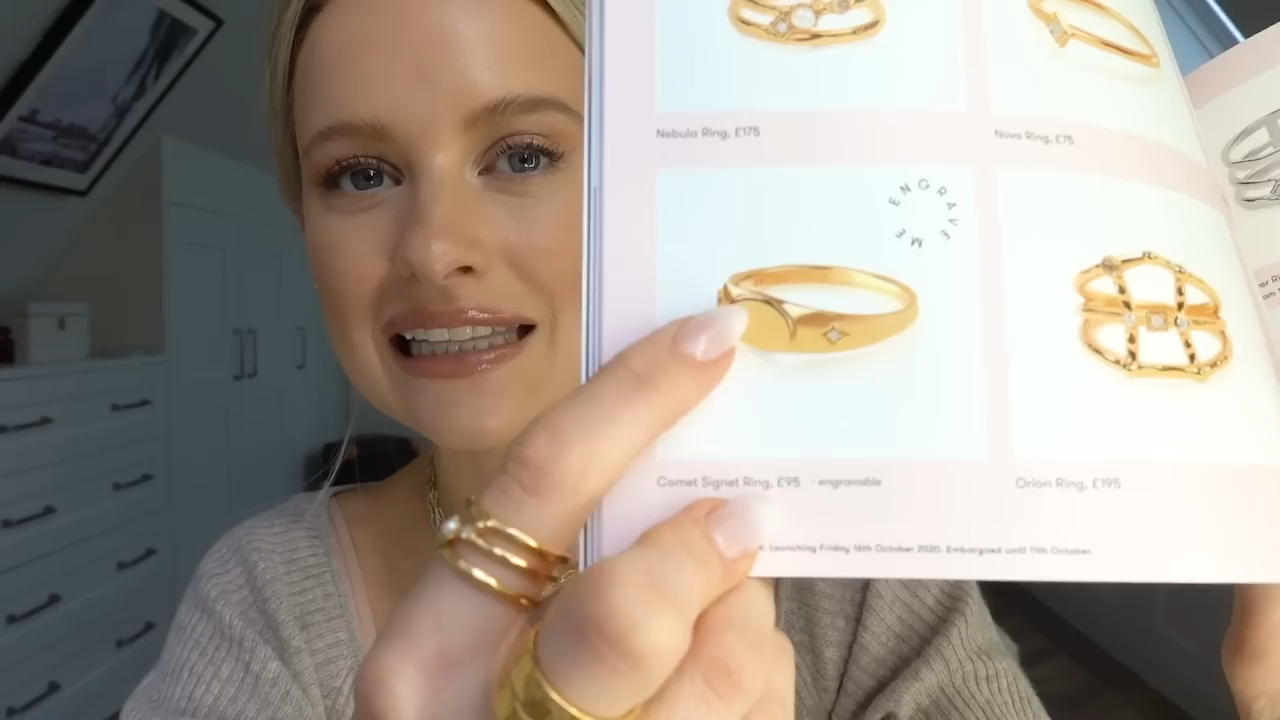 Nebula Ring, £175
Nova Ring, £75
ENGRAVE ME
Comet Signet Ring, £95 - engravable
Orion Ring, £195
Launching Friday 16th October 2020. Embargoed until 11th October.